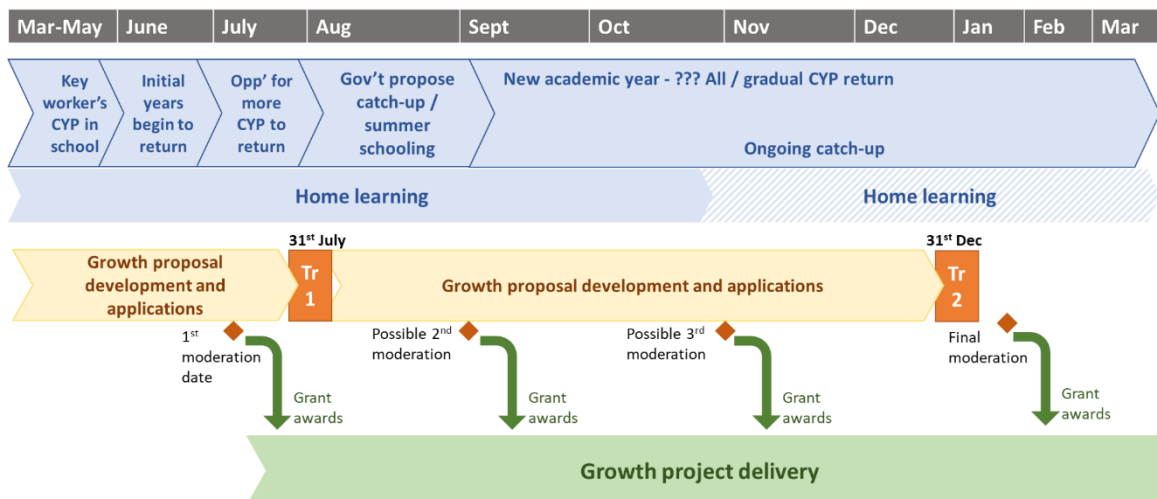 Mar-May June July Aug Sept Oct Nov Dec Jan Feb Mar
Key
worker's
CYP in
school
Initial
years
begin to
return
Opp' for
more
CYP to
return
Gov't propose
catch-up /
summer
schooling
New academic year - ??? All / gradual CYP return
Ongoing catch-up
Home learning
Home learning
31st July
31st Dec
Growth proposal
development and
applications
Tr
1
Growth proposal development and applications
Tr
2
1st
moderation
date
Possible 2nd
moderation
Possible 3rd
moderation
Final
moderation
Grant
awards
Grant
awards
Grant
awards
Grant
awards
Growth project delivery